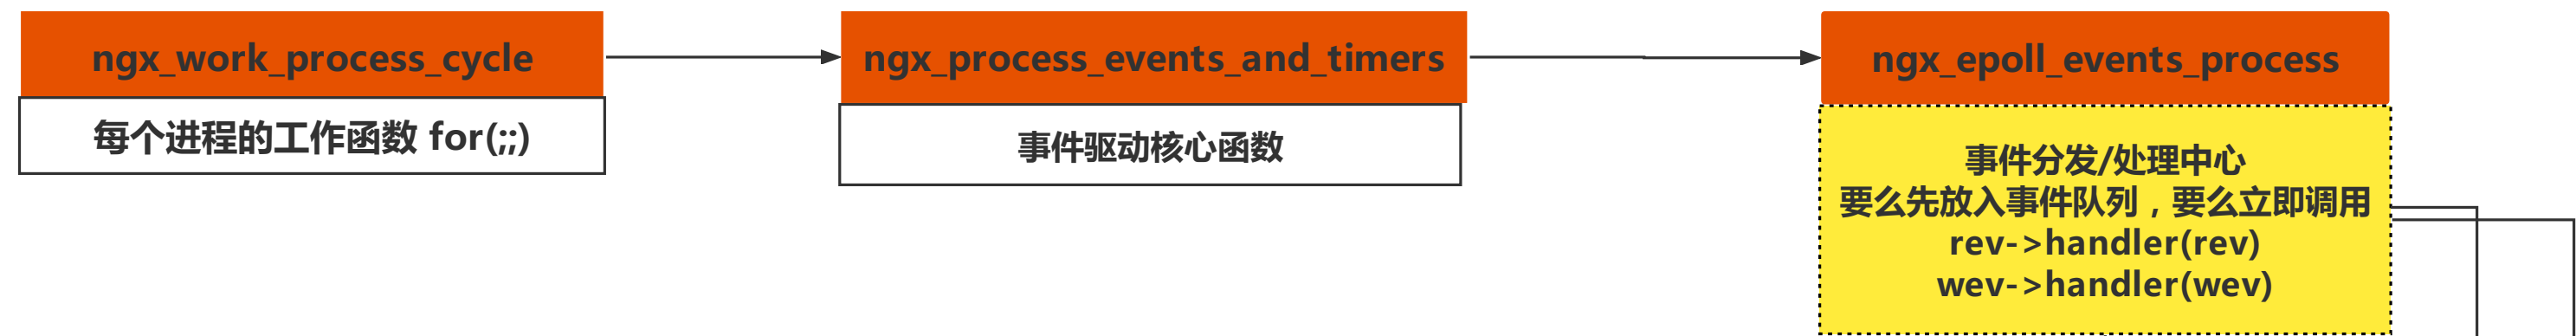 ngx_work_process_cycle
每个进程的工作函数 for(;;)
ngx_process_events_and_timers
事件驱动核心函数
ngx_epoll_events_process
事件分发/处理中心
要么先放入事件队列，要么立即调用
rev->handler(rev)
wev->handler(wev)